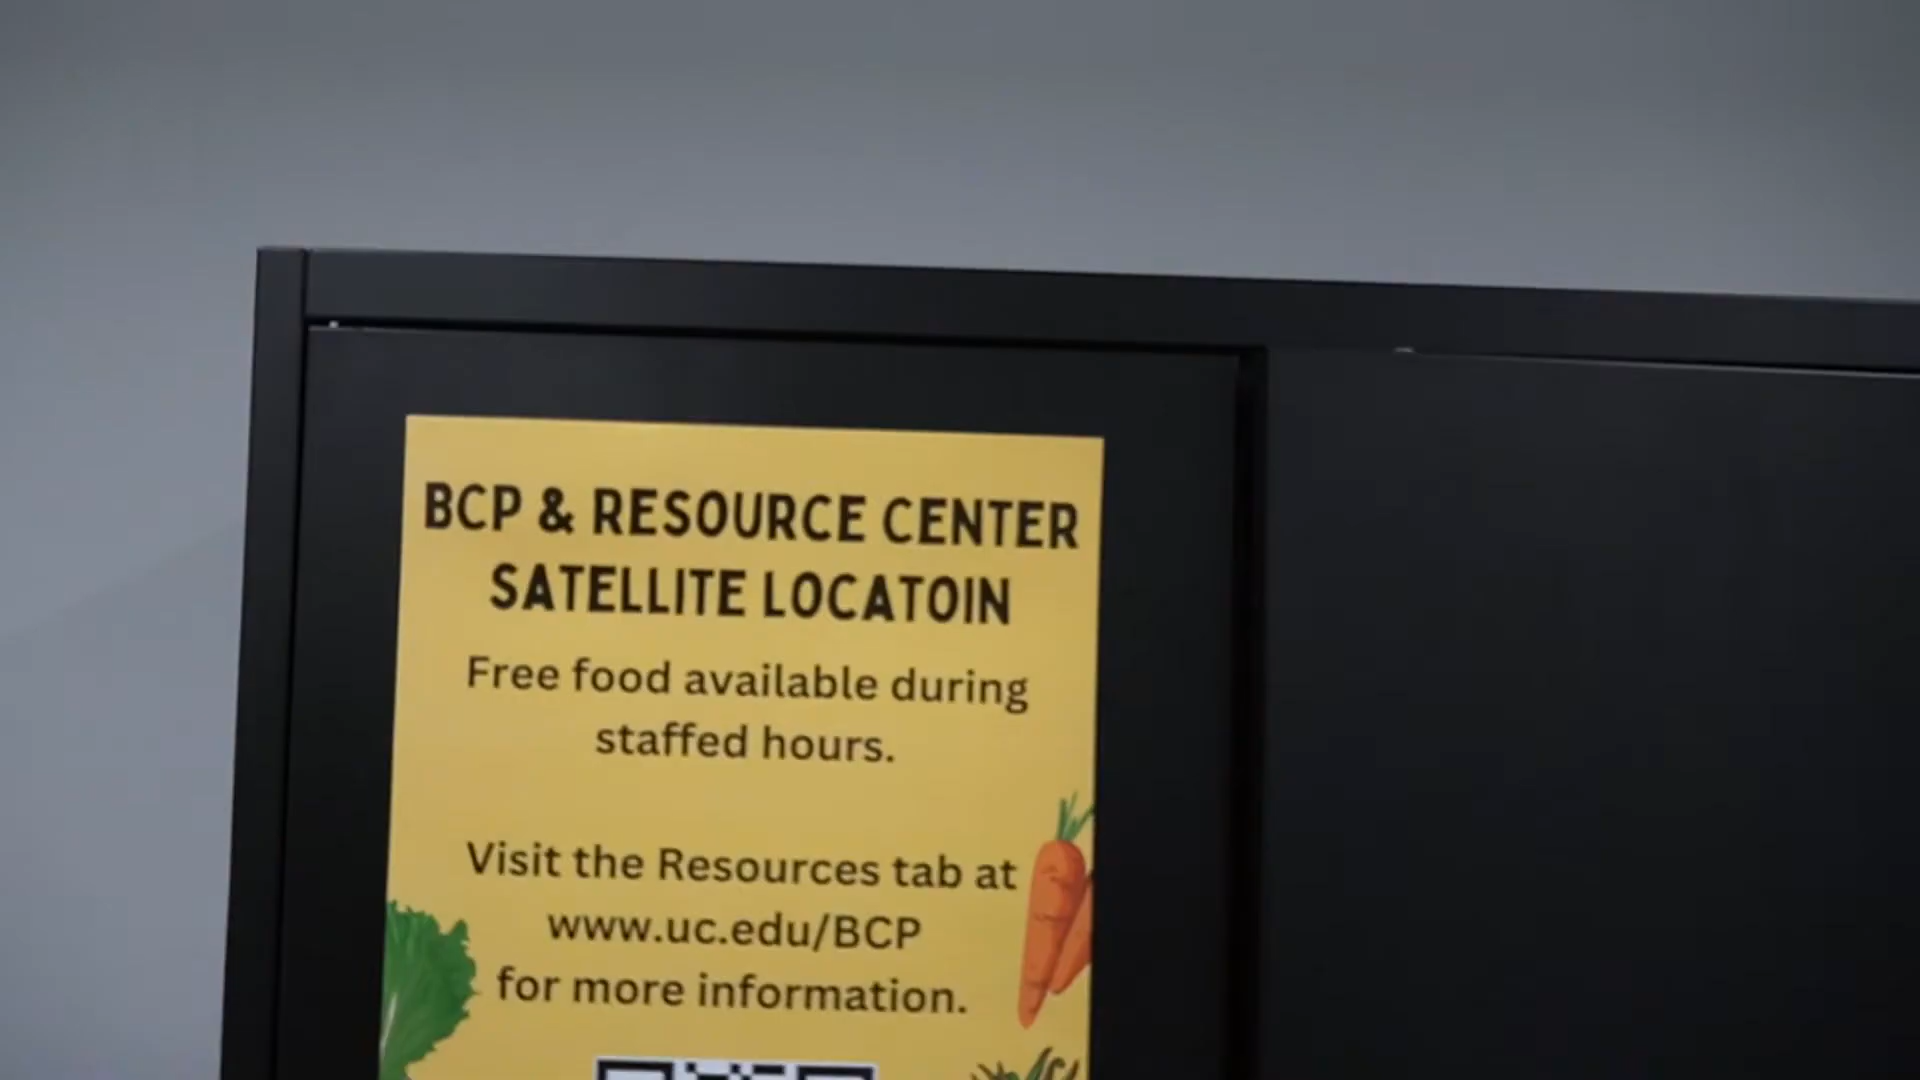 BCP & RESOURCE CENTER
SATELLITE LOCATOIN
Free food available during
staffed hours.
Visit the Resources tab at
www.uc.edu/BCP
for more information.